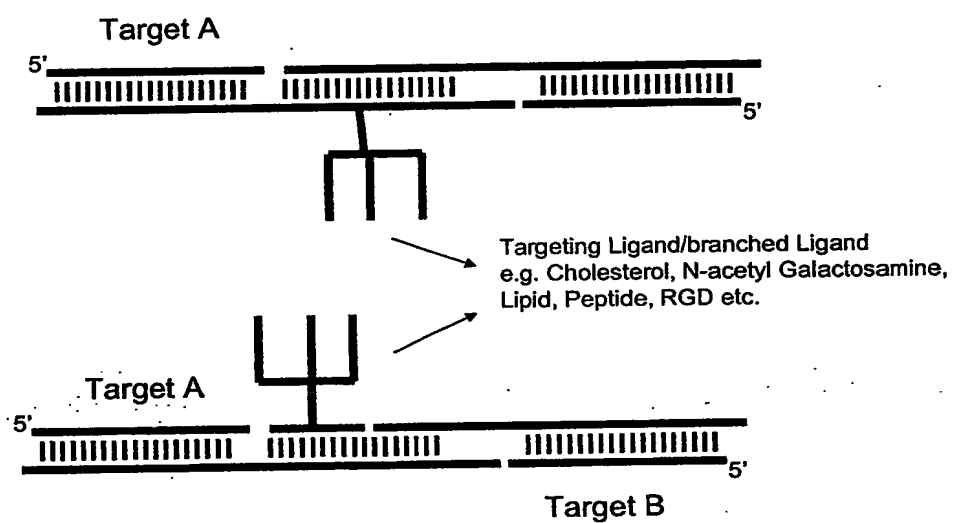 Target A
5'
5'
Targeting Ligand/branched Ligand
e.g. Cholesterol, N-acetyl Galactosamine,
Lipid, Peptide, RGD etc.
Target A
5'
5'
Target B